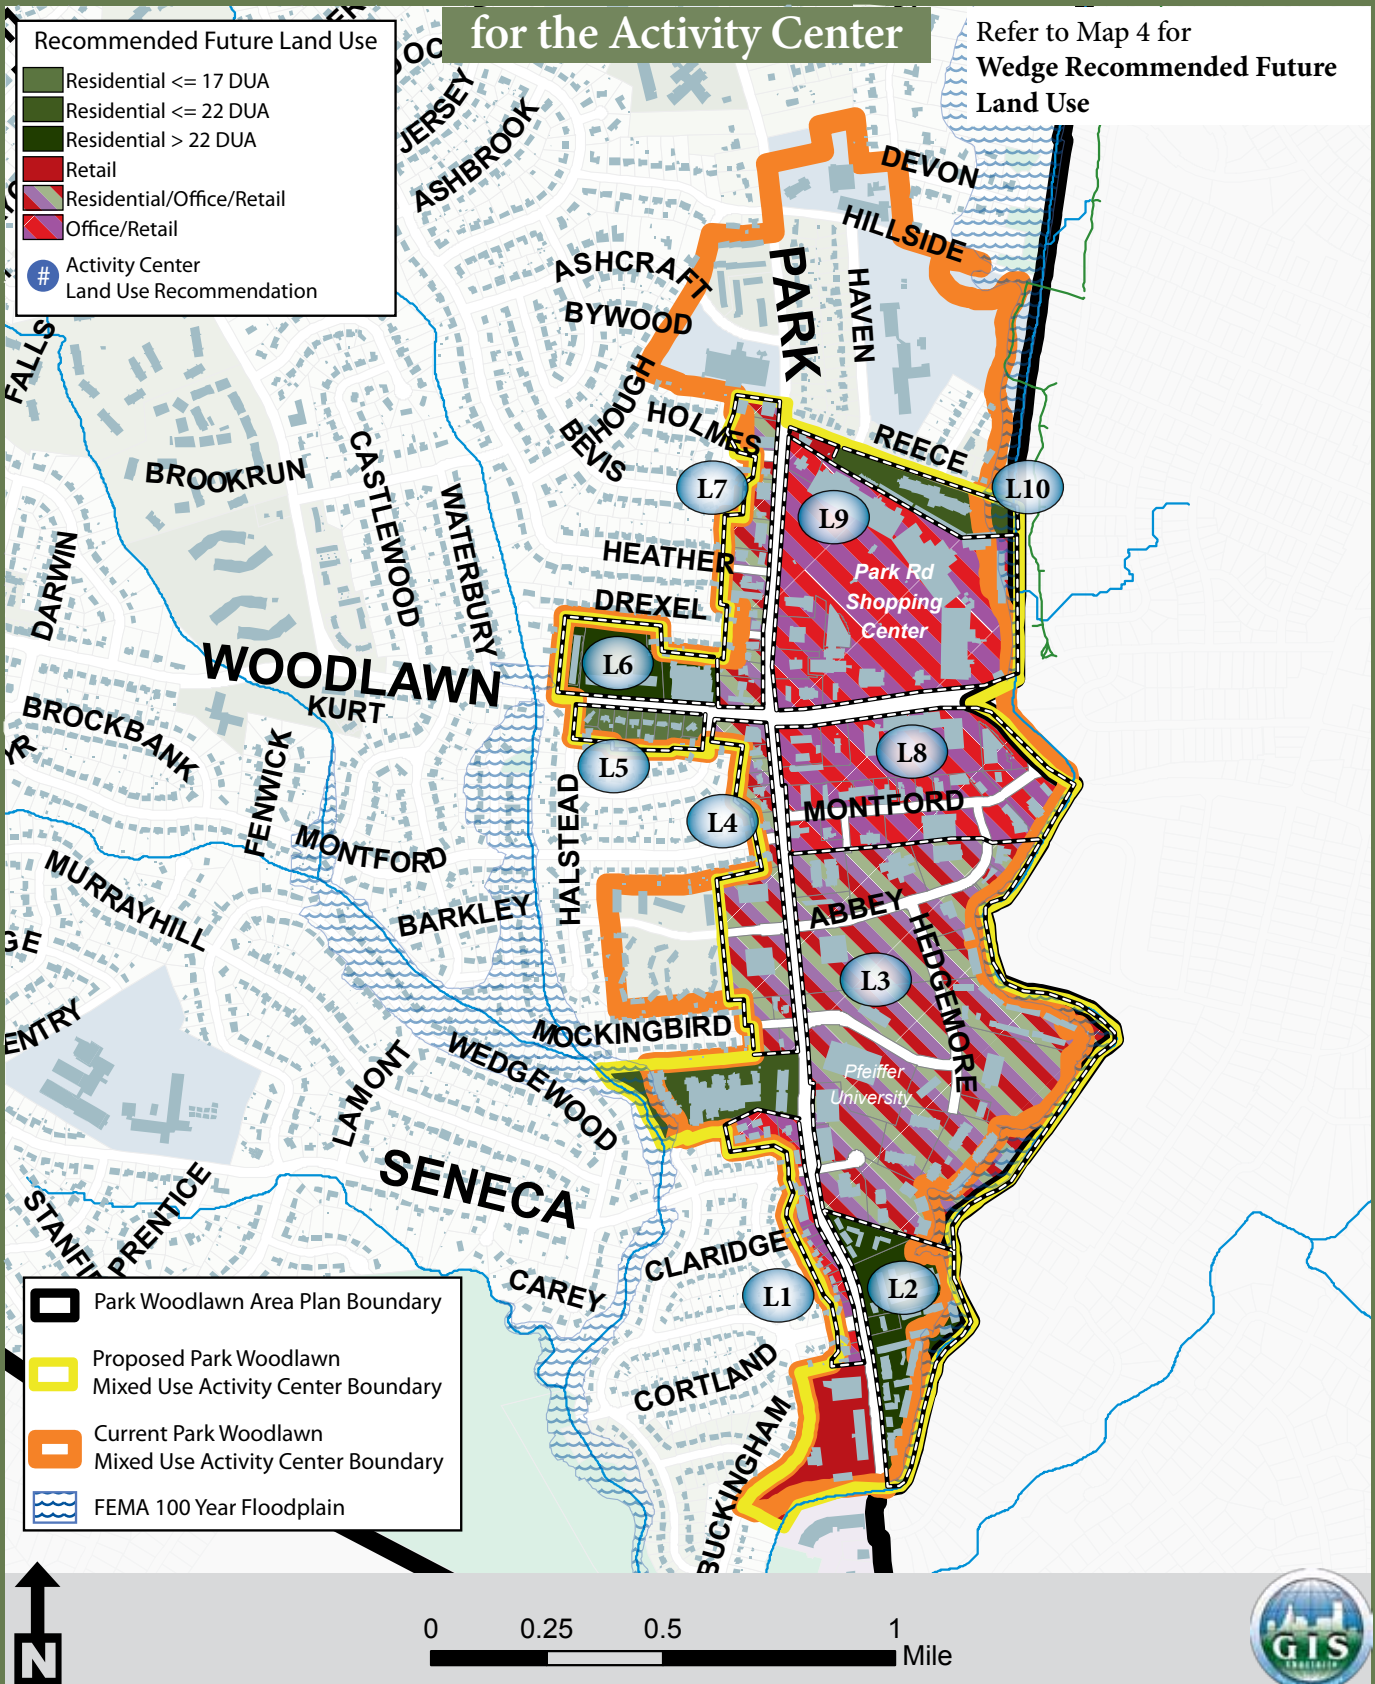 for the Activity Center
Refer to Map 4 for
Wedge Recommended Future
Land Use
Recommended Future Land Use
Residential <= 17 DUA
Residential <= 22 DUA
Residential > 22 DUA
Retail
Residential/Office/Retail
Office/Retail
# Activity Center
Land Use Recommendation
JERSEY
ASHBROOK
DEVON
HILLSIDE
PARK
HAVEN
ASHCRAFT
BYWOOD
FALLS
HOUGH
HOLMES
BEVIS
REECE
BROOKRUN
CASTLEWOOD
WATERBURY
L7
L9
L10
HEATHER
DREXEL
Park Rd
Shopping
Center
DARWIN
WOODLAWN
L6
KURT
BROCKBANK
YR
FENWICK
L5
L8
HALSTEAD
L4
MONTFORD
MONTFORD
MURRAYHILL
BARKLEY
ABBEY
HEDGEMORE
GE
L3
ENTRY
MOCKINGBIRD
WEDGEWOOD
LAMONT
Pfeiffer
University
SENECA
PRENTICE
STANFI
CLARIDGE
CAREY
L1
L2
CORTLAND
BUCKINGHAM
Park Woodlawn Area Plan Boundary
Proposed Park Woodlawn
Mixed Use Activity Center Boundary
Current Park Woodlawn
Mixed Use Activity Center Boundary
FEMA 100 Year Floodplain
N
0 0.25 0.5 1
Mile
GIS
Charlotte